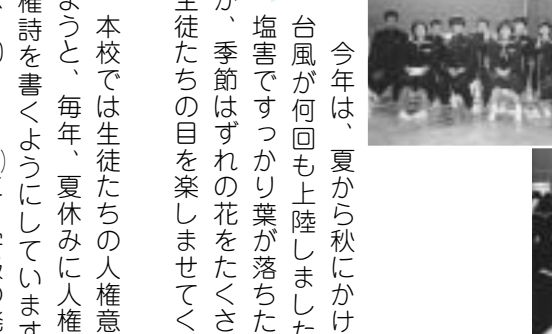 今年は、夏から秋にかけ
台風が何回も上陸しました
塩害ですっかり葉が落ちた
、季節はずれの花をたくさ
生徒たちの目を楽しませてく
本校では生徒たちの人権意
ようと、毎年、夏休みに人権
権詩を書くようにしています